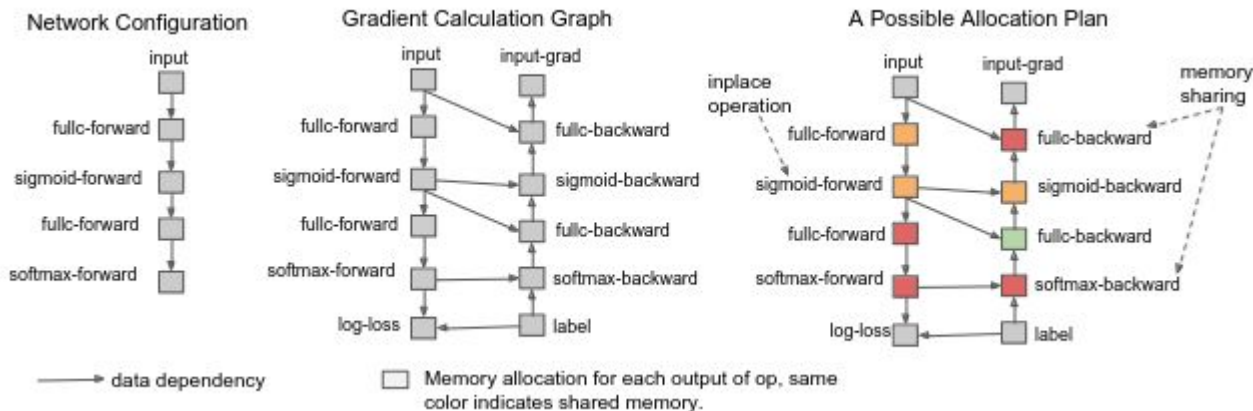 Network Configuration
input
fullc-forward
sigmoid-forward
fullc-forward
softmax-forward
Gradient Calculation Graph
input
input-grad
fullc-forward
fullc-backward
sigmoid-forward
sigmoid-backward
fullc-forward
fullc-backward
softmax-forward
softmax-backward
log-loss
label
A Possible Allocation Plan
input
input-grad
inplace
operation
memory
sharing
fullc-forward
fullc-backward
sigmoid-forward
sigmoid-backward
fullc-forward
fullc-backward
softmax-forward
softmax-backward
log-loss
label
data dependency
Memory allocation for each output of op, same
color indicates shared memory.